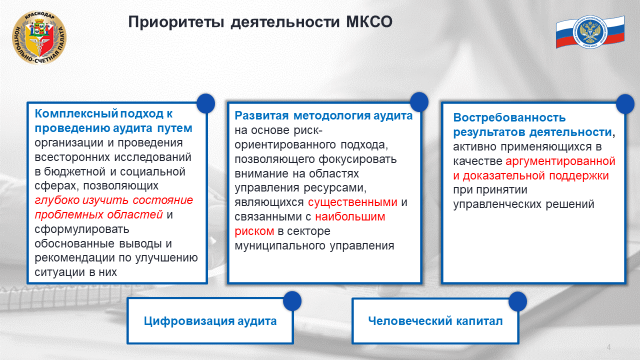 Приоритеты деятельности МКСО
КРАСНОДАР
КОНТРОЛЬНО-СЧЕТНАЯ ПАЛАТА
Комплексный подход к
проведению аудита путем
организации и проведения
всесторонних исследований
в бюджетной и социальной
сферах, позволяющих
глубоко изучить состояние
проблемных областей и
сформулировать
обоснованные выводы и
рекомендации по улучшению
ситуации в них
Развитая методология аудита
на основе риск-
ориентированного подхода,
позволяющего фокусировать
внимание на областях
управления ресурсами,
являющихся существенными и
связанными с наибольшим
риском в секторе
муниципального управления
Востребованность
результатов деятельности,
активно применяющихся в
качестве аргументированной
и доказательной поддержки
при принятии
управленческих решений
Цифровизация аудита
Человеческий капитал
4